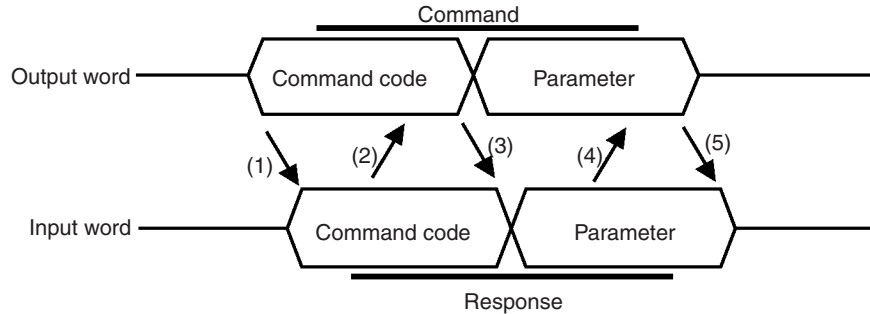 Command
Output word
Command code
Parameter
(1)
(2)
(3)
(4)
(5)
Input word
Command code
Parameter
Response